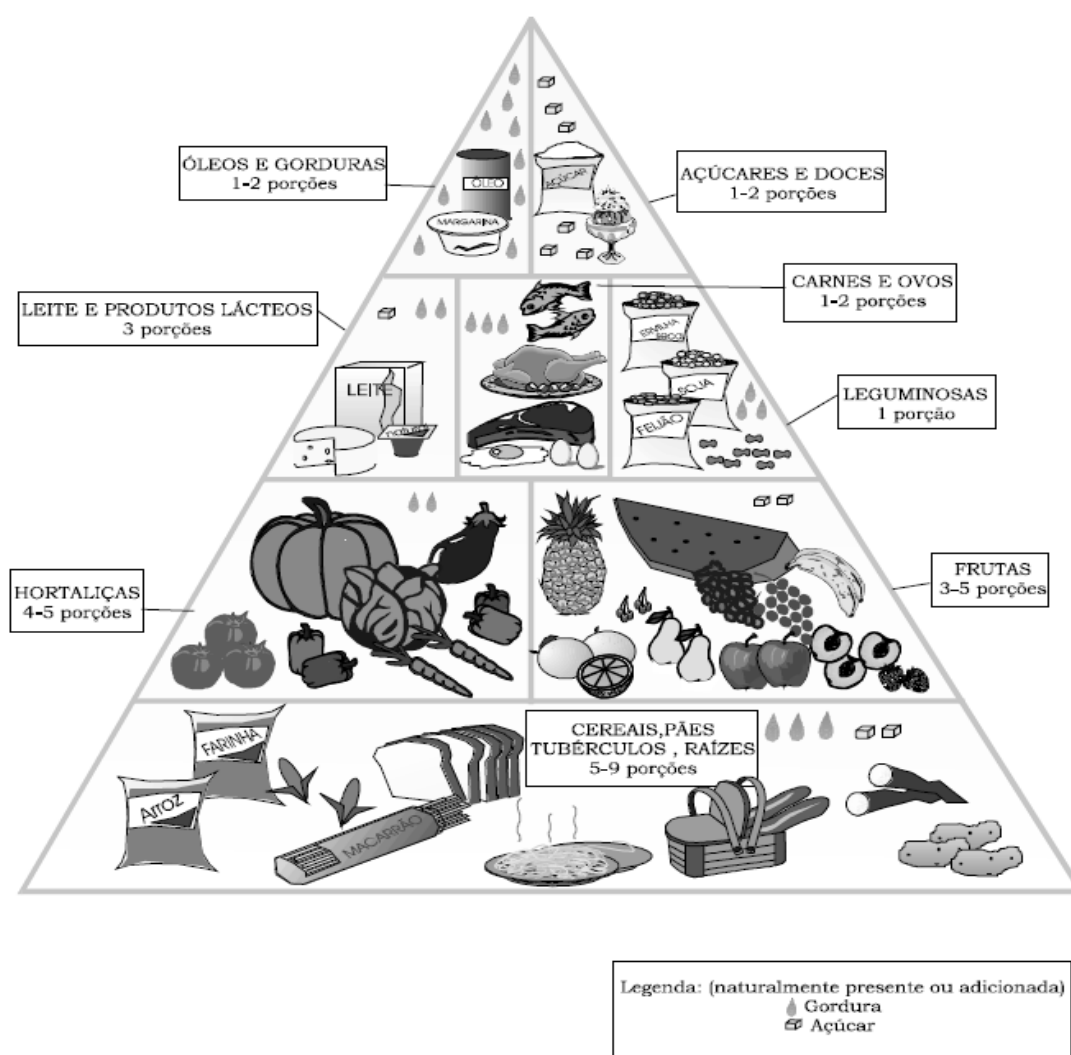 ÓLEOS E GORDURAS
1-2 porções
AÇÚCARES E DOCES
1-2 porções
ÓLEO
MARGARINA
AÇÚCAR
LEITE E PRODUTOS LÁCTEOS
3 porções
CARNES E OVOS
1-2 porções
LEGUMINOSAS
1 porção
LEITE
ERVILHA
SOJA
FEIJÃO
HORTALIÇAS
4-5 porções
FRUTAS
3-5 porções
CEREAIS,PÃES
TUBÉRCULOS , RAÍZES
5-9 porções
FARINHA
Arroz
MACARRÃO
Legenda: (naturalmente presente ou adicionada)
Gordura
Açúcar